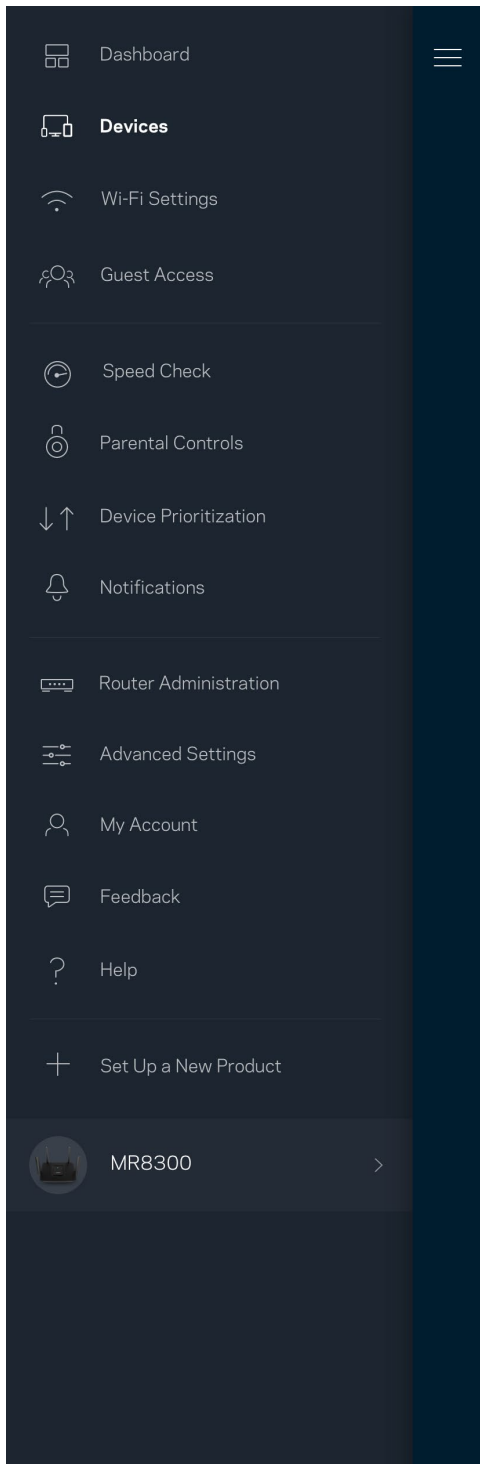 Dashboard
Devices
Wi-Fi Settings
Guest Access
Speed Check
Parental Controls
Device Prioritization
Notifications
Router Administration
Advanced Settings
My Account
Feedback
Help
Set Up a New Product
MR8300